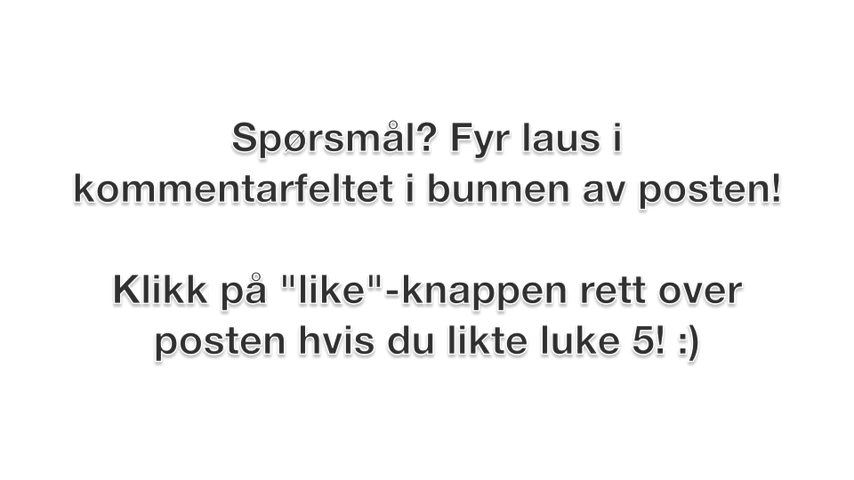 Spørsmål? Fyr laus i
kommentarfeltet i bunnen av posten!
Klikk på "like"-knappen rett over
posten hvis du likte luke 5! :)